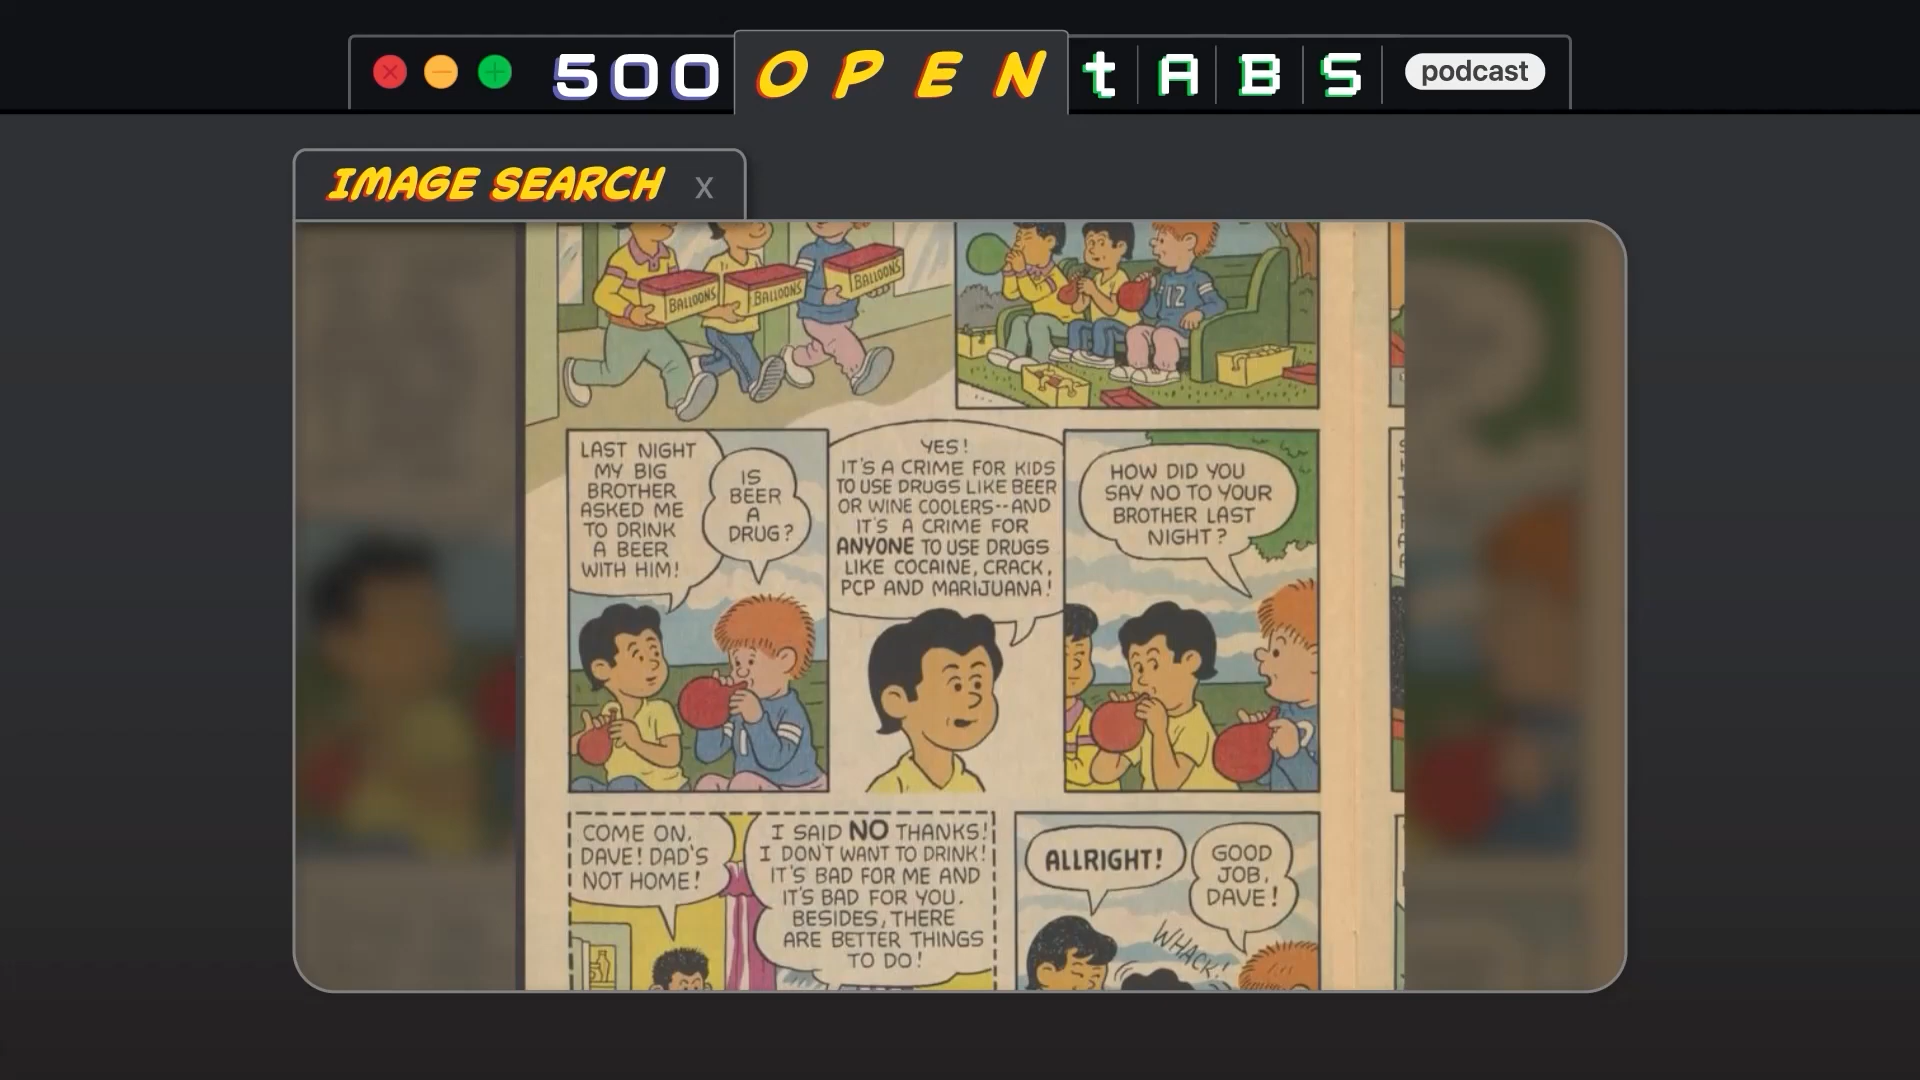 500 OPEN tABS podcast
IMAGE SEARCH x
BALLOONS BALLOONS BALLOONS
12
LAST NIGHT
MY BIG
BROTHER
ASKED ME
TO DRINK
A BEER
WITH HIM!
IS
BEER
A
DRUG?
YES!
IT'S A CRIME FOR KIDS
TO USE DRUGS LIKE BEER
OR WINE COOLERS--AND
IT'S A CRIME FOR
ANYONE TO USE DRUGS
LIKE COCAINE, CRACK,
PCP AND MARIJUANA!
HOW DID YOU
SAY NO TO YOUR
BROTHER LAST
NIGHT?
COME ON,
DAVE! DAD'S
NOT HOME!
I SAID NO THANKS!
I DON'T WANT TO DRINK!
IT'S BAD FOR ME AND
IT'S BAD FOR YOU.
BESIDES, THERE
ARE BETTER THINGS
TO DO!
ALLRIGHT!
GOOD
JOB,
DAVE!
WHACK!